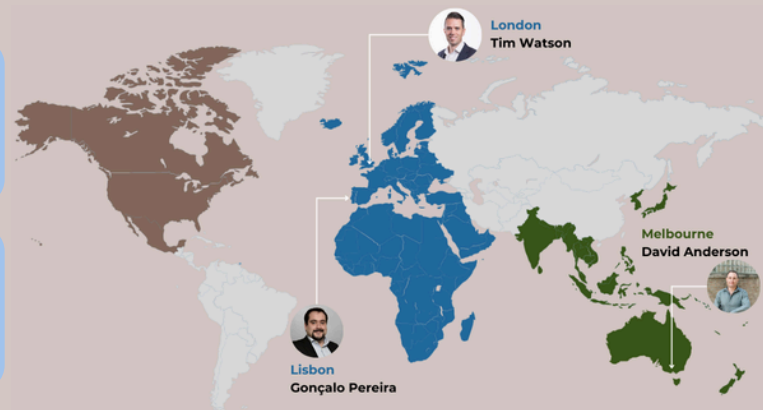 London
Tim Watson
Melbourne
David Anderson
Lisbon
Gonçalo Pereira